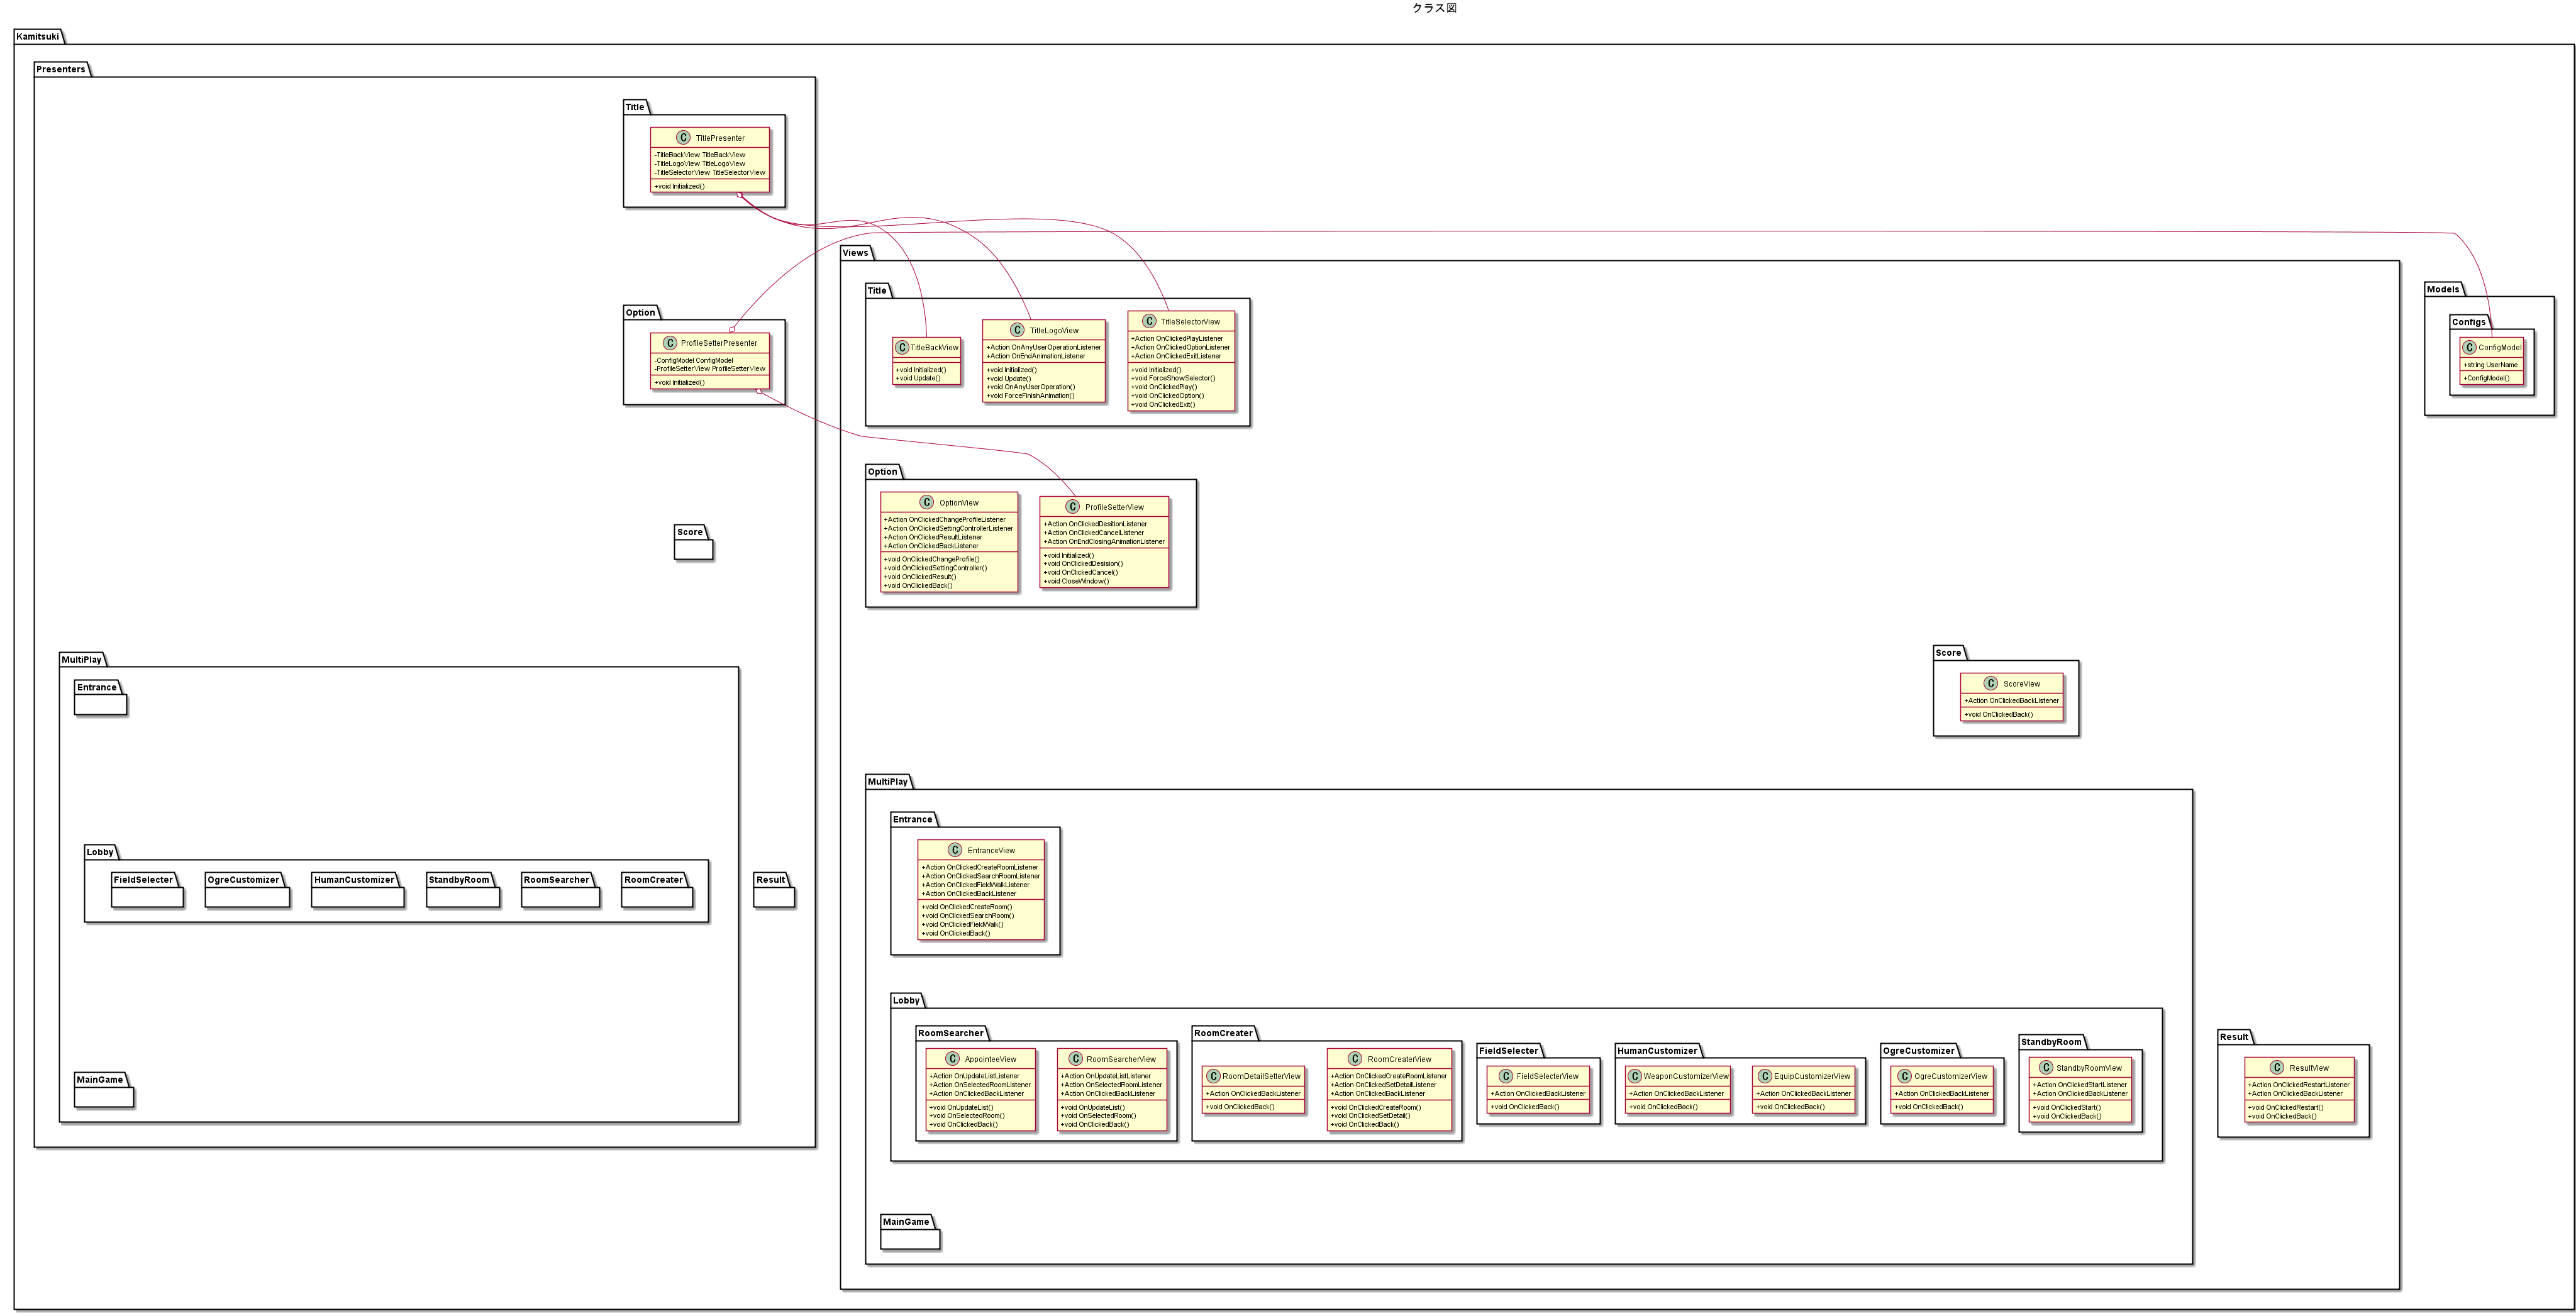 クラス図
Kamitsuki
Presenters
Title
C TitlePresenter
-TitleBackView TitleBackView
-TitleLogoView TitleLogoView
-TitleSelectorView TitleSelectorView
+void Initialized()
Option
C ProfileSetterPresenter
-ConfigModel ConfigModel
-ProfileSetterView ProfileSetterView
+void Initialized()
Score
MultiPlay
Entrance
Lobby
FieldSelecter
OgreCustomizer
HumanCustomizer
StandbyRoom
RoomSearcher
RoomCreater
MainGame
Result
Views
Title
C TitleBackView
+void Initialized()
+void Update()
C TitleLogoView
+Action OnAnyUserOperationListener
+Action OnEndAnimationListener
+void Initialized()
+void Update()
+void OnAnyUserOperation()
+void ForceFinishAnimation()
C TitleSelectorView
+Action OnClickedPlayListener
+Action OnClickedOptionListener
+Action OnClickedExitListener
+void Initialized()
+void ForceShowSelector()
+void OnClickedPlay()
+void OnClickedOption()
+void OnClickedExit()
Option
C OptionView
+Action OnClickedChangeProfileListener
+Action OnClickedSettingControllerListener
+Action OnClickedResultListener
+Action OnClickedBackListener
+void OnClickedChangeProfile()
+void OnClickedSettingController()
+void OnClickedResult()
+void OnClickedBack()
C ProfileSetterView
+Action OnClickedDesitionListener
+Action OnClickedCancelListener
+Action OnEndClosingAnimationListener
+void Initialized()
+void OnClickedDesision()
+void OnClickedCancel()
+void CloseWindow()
Score
C ScoreView
+Action OnClickedBackListener
+void OnClickedBack()
MultiPlay
Entrance
C EntranceView
+Action OnClickedCreateRoomListener
+Action OnClickedSearchRoomListener
+Action OnClickedFieldWalkListener
+Action OnClickedBackListener
+void OnClickedCreateRoom()
+void OnClickedSearchRoom()
+void OnClickedFieldWalk()
+void OnClickedBack()
Lobby
RoomSearcher
C AppointeeView
+Action OnUpdateListListener
+Action OnSelectedRoomListener
+Action OnClickedBackListener
+void OnUpdateList()
+void OnSelectedRoom()
+void OnClickedBack()
C RoomSearcherView
+Action OnUpdateListListener
+Action OnSelectedRoomListener
+Action OnClickedBackListener
+void OnUpdateList()
+void OnSelectedRoom()
+void OnClickedBack()
RoomCreater
C RoomDetailSetterView
+Action OnClickedBackListener
+void OnClickedBack()
C RoomCreaterView
+Action OnClickedCreateRoomListener
+Action OnClickedSetDetailListener
+Action OnClickedBackListener
+void OnClickedCreateRoom()
+void OnClickedSetDetail()
+void OnClickedBack()
FieldSelecter
C FieldSelecterView
+Action OnClickedBackListener
+void OnClickedBack()
HumanCustomizer
C WeaponCustomizerView
+Action OnClickedBackListener
+void OnClickedBack()
C EquipCustomizerView
+Action OnClickedBackListener
+void OnClickedBack()
OgreCustomizer
C OgreCustomizerView
+Action OnClickedBackListener
+void OnClickedBack()
StandbyRoom
C StandbyRoomView
+Action OnClickedStartListener
+Action OnClickedBackListener
+void OnClickedStart()
+void OnClickedBack()
MainGame
Result
C ResultView
+Action OnClickedRestartListener
+Action OnClickedBackListener
+void OnClickedRestart()
+void OnClickedBack()
Models
Configs
C ConfigModel
+string UserName
+ConfigModel()